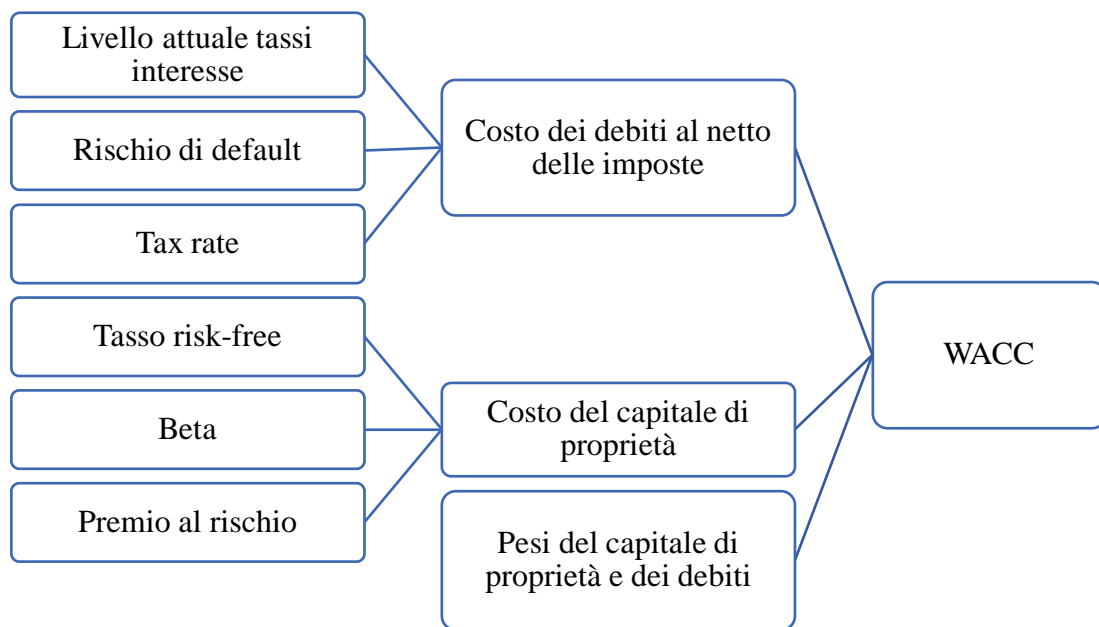 Livello attuale tassi
interesse
Rischio di default
Tax rate
Tasso risk-free
Beta
Premio al rischio
Costo dei debiti al netto
delle imposte
Costo del capitale di
proprietà
Pesi del capitale di
proprietà e dei debiti
WACC